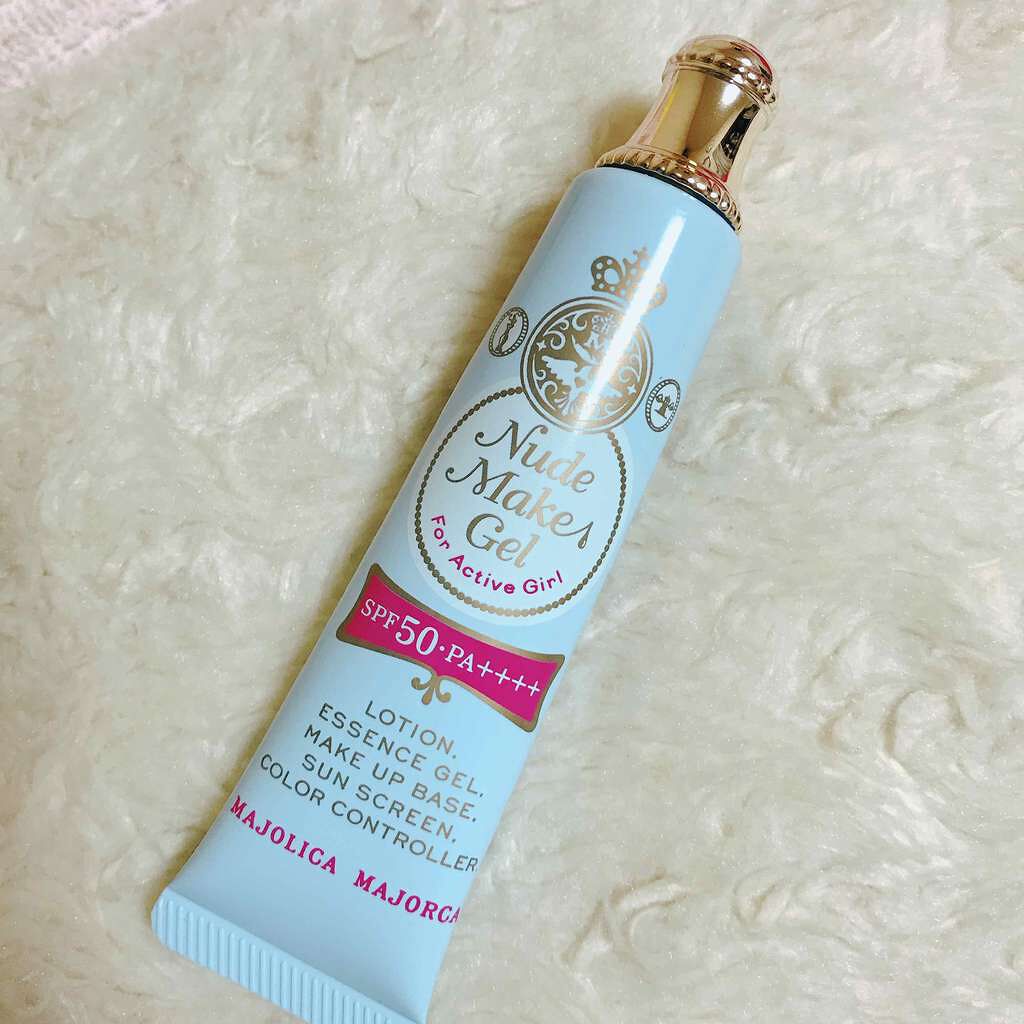 Nude
Make
Gel
For Active Girl
SPF50・PA++++
LOTION.
ESSENCE GEL.
MAKE UP BASE.
SUN SCREEN.
COLOR CONTROLLER.
MAJOLICA MAJORCA